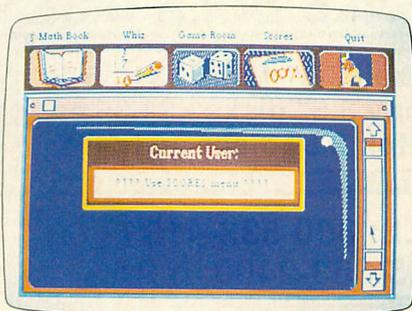 Math Book Whiz Game Room Scores Quit
Current User:
???? Use SCORES menu ????